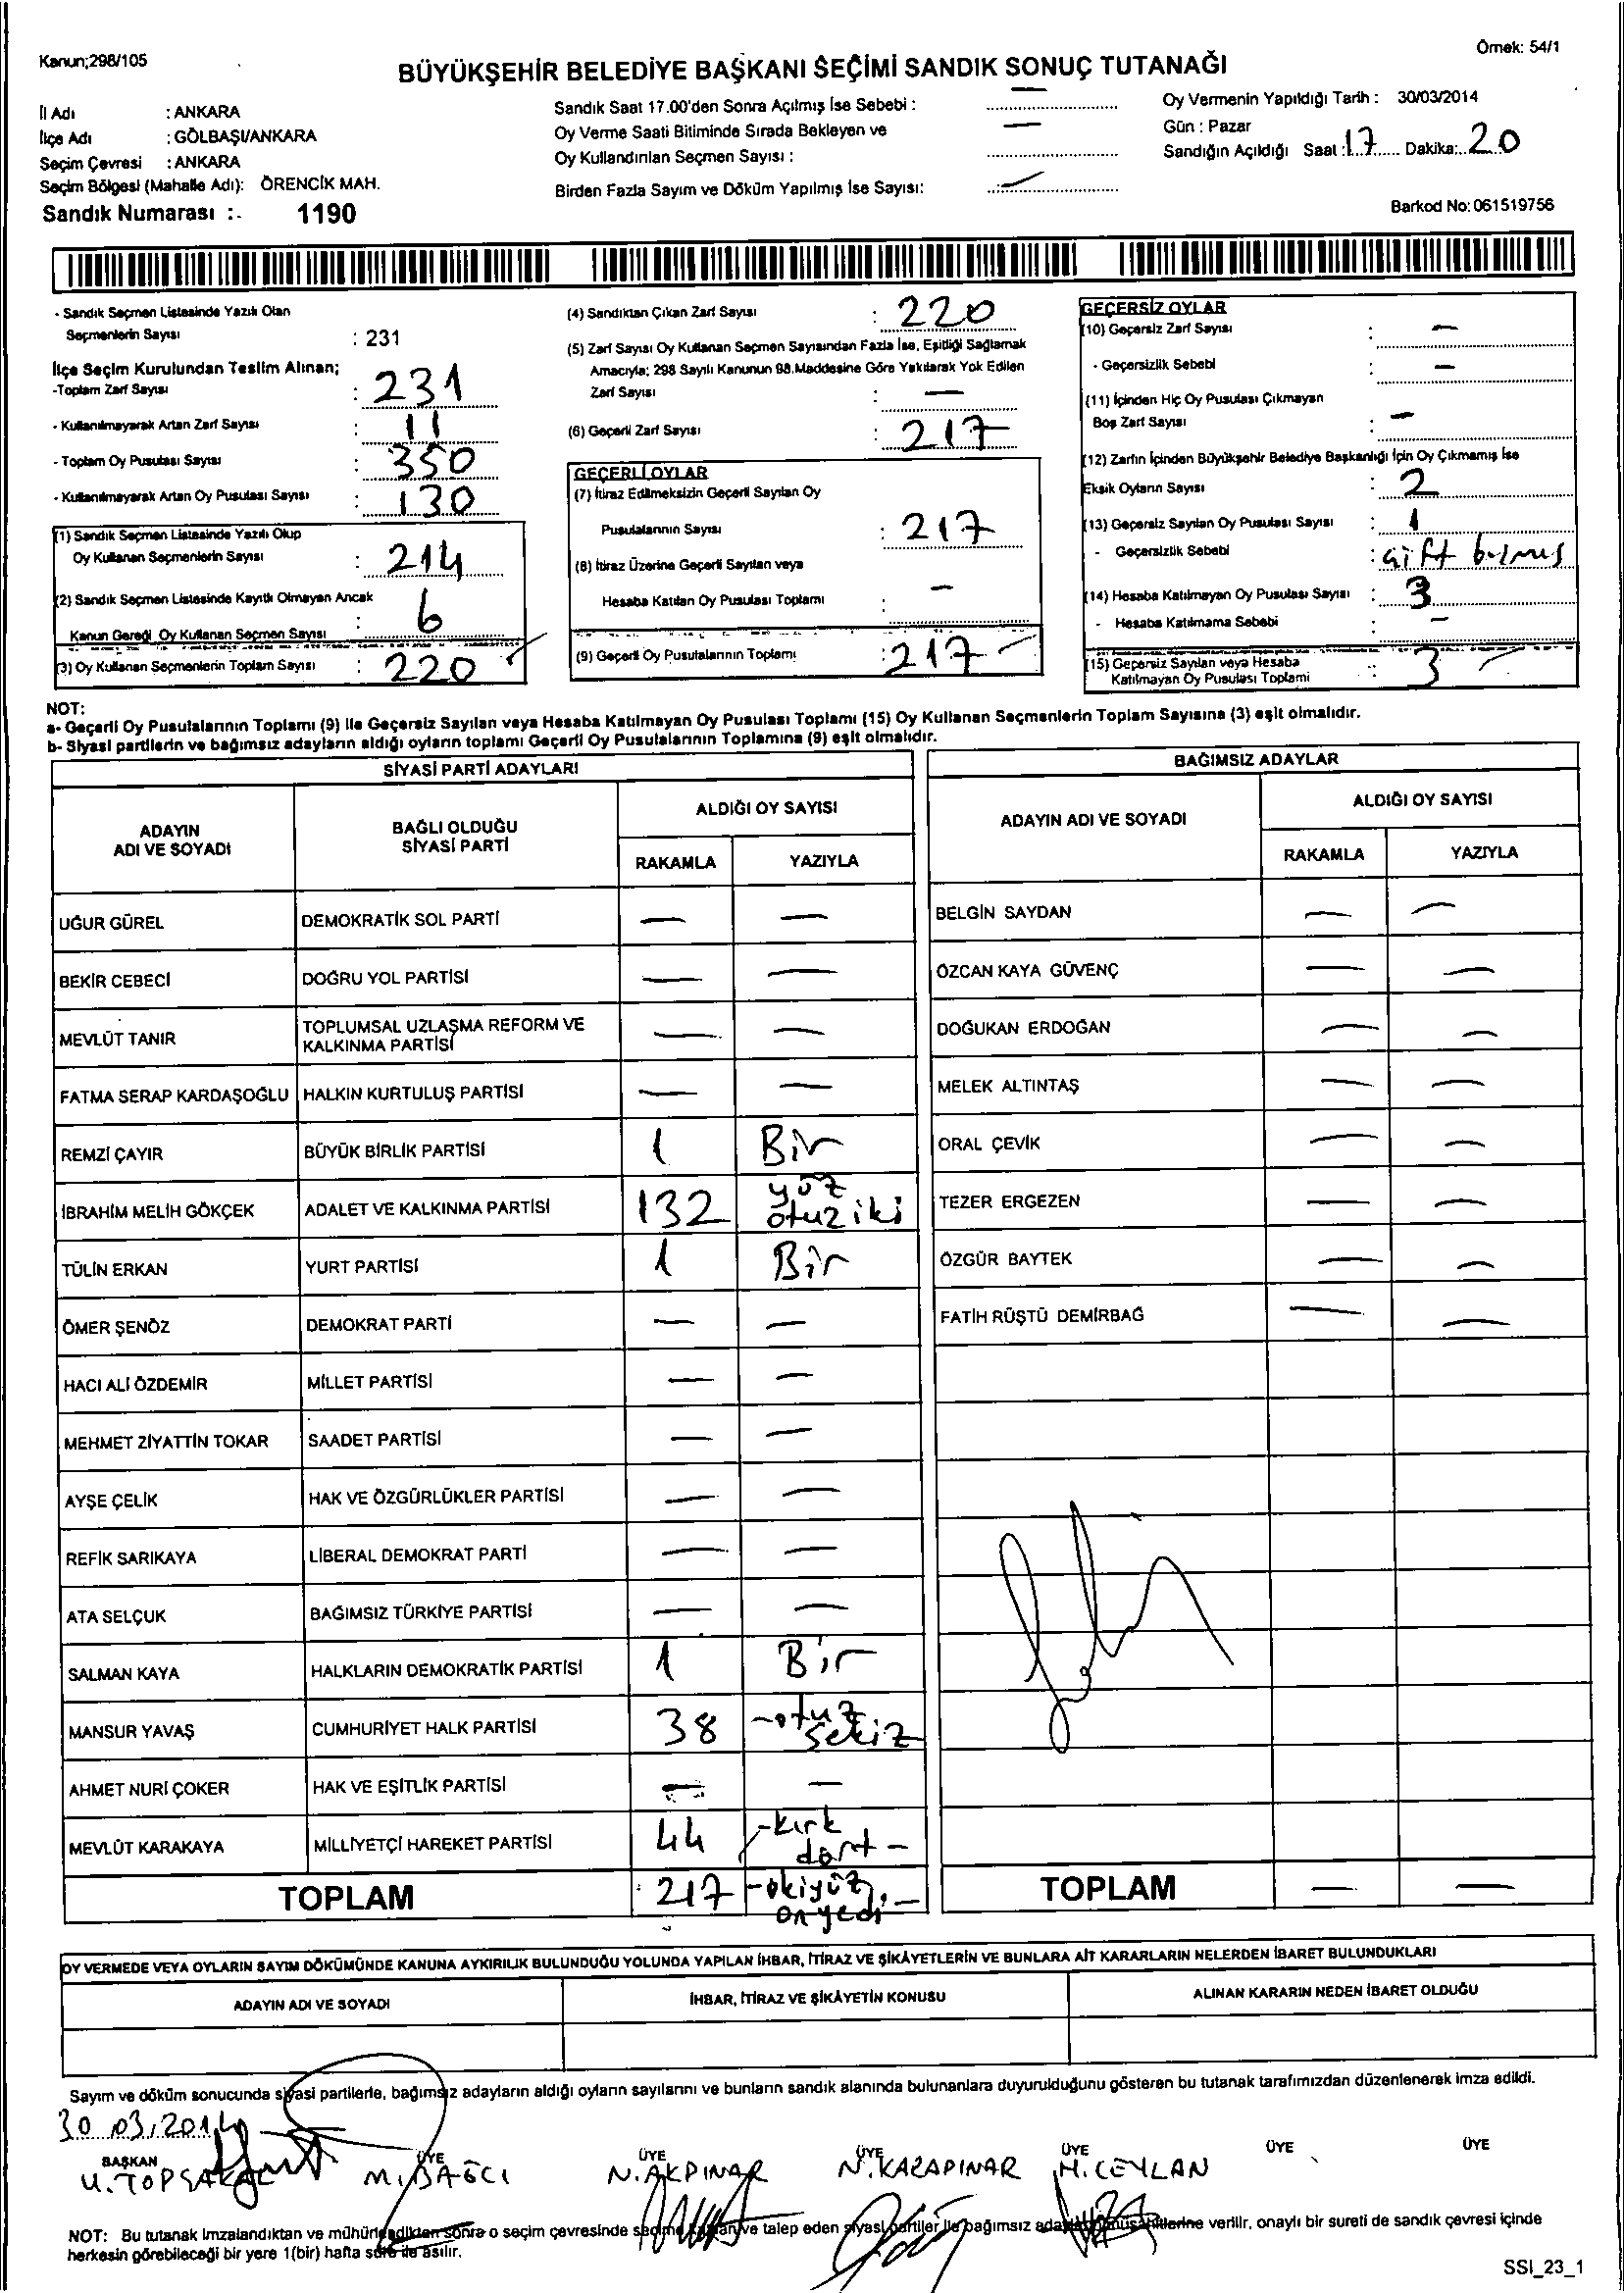 Kanun;298/105
Örnek: 54/1
BÜYÜKŞEHİR BELEDİYE BAŞKANI SEÇİMİ SANDIK SONUÇ TUTANAĞI
İl Adı : ANKARA
İlçe Adı : GÖLBAŞI/ANKARA
Seçim Çevresi : ANKARA
Seçim Bölgesi (Mahalle Adı): ÖRENCİK MAH.
Sandık Numarası :. 1190
Sandık Saat 17.00'den Sonra Açılmış İse Sebebi : —
Oy Verme Saati Bitiminde Sırada Bekleyen ve
Oy Kullandırılan Seçmen Sayısı : —
Birden Fazla Sayım ve Döküm Yapılmış İse Sayısı: —
Oy Vermenin Yapıldığı Tarih : 30/03/2014
Gün : Pazar
Sandığın Açıldığı Saat : 17 Dakika: 20
Barkod No: 061519756
- Sandık Seçmen Listesinde Yazılı Olan
Seçmenlerin Sayısı : 231
İlçe Seçim Kurulundan Teslim Alınan;
-Toplam Zarf Sayısı : 231
- Kullanılmayarak Artan Zarf Sayısı : 11
- Toplam Oy Pusulası Sayısı : 350
- Kullanılmayarak Artan Oy Pusulası Sayısı : 130
(1) Sandık Seçmen Listesinde Yazılı Olup
Oy Kullanan Seçmenlerin Sayısı : 214
(2) Sandık Seçmen Listesinde Kayıtlı Olmayan Ancak
Kanun Gereği Oy Kullanan Seçmen Sayısı : 6
(3) Oy Kullanan Seçmenlerin Toplam Sayısı : 220
(4) Sandıktan Çıkan Zarf Sayısı : 220
(5) Zarf Sayısı Oy Kullanan Seçmen Sayısından Fazla İse, Eşitliği Sağlamak
Amacıyla; 298 Sayılı Kanunun 98.Maddesine Göre Yakılarak Yok Edilen
Zarf Sayısı : —
(6) Geçerli Zarf Sayısı : 217
GEÇERLİ OYLAR
(7) İtiraz Edilmeksizin Geçerli Sayılan Oy
Pusulalarının Sayısı : 217
(8) İtiraz Üzerine Geçerli Sayılan veya
Hesaba Katılan Oy Pusulası Toplamı : —
(9) Geçerli Oy Pusulalarının Toplamı : 217
GEÇERSİZ OYLAR
(10) Geçersiz Zarf Sayısı : —
- Geçersizlik Sebebi : —
(11) İçinden Hiç Oy Pusulası Çıkmayan
Boş Zarf Sayısı : —
(12) Zarfın İçinden Büyükşehir Belediye Başkanlığı İçin Oy Çıkmamış İse
Eksik Oyların Sayısı : 2
(13) Geçersiz Sayılan Oy Pusulası Sayısı : 1
- Geçersizlik Sebebi : Çift
(14) Hesaba Katılmayan Oy Pusulası Sayısı : 3
- Hesaba Katılmama Sebebi : —
(15) Geçersiz Sayılan veya Hesaba
Katılmayan Oy Pusulası Toplamı : 3
NOT:
a- Geçerli Oy Pusulalarının Toplamı (9) ile Geçersiz Sayılan veya Hesaba Katılmayan Oy Pusulası Toplamı (15) Oy Kullanan Seçmenlerin Toplam Sayısına (3) eşit olmalıdır.
b- Siyasi partilerin ve bağımsız adayların aldığı oyların toplamı Geçerli Oy Pusulalarının Toplamına (9) eşit olmalıdır.
SİYASİ PARTİ ADAYLARI
ADAYIN ADI VE SOYADI BAĞLI OLDUĞU SİYASİ PARTİ ALDIĞI OY SAYISI
RAKAMLA YAZIYLA
UĞUR GÜREL DEMOKRATİK SOL PARTİ — —
BEKİR CEBECİ DOĞRU YOL PARTİSİ — —
MEVLÜT TANIR TOPLUMSAL UZLAŞMA REFORM VE KALKINMA PARTİSİ — —
FATMA SERAP KARDAŞOĞLU HALKIN KURTULUŞ PARTİSİ — —
REMZİ ÇAYIR BÜYÜK BİRLİK PARTİSİ 1 Bir
İBRAHİM MELİH GÖKÇEK ADALET VE KALKINMA PARTİSİ 132 yüz otuz iki
TÜLİN ERKAN YURT PARTİSİ 1 Bir
ÖMER ŞENÖZ DEMOKRAT PARTİ — —
HACI ALİ ÖZDEMİR MİLLET PARTİSİ — —
MEHMET ZİYATTİN TOKAR SAADET PARTİSİ — —
AYŞE ÇELİK HAK VE ÖZGÜRLÜKLER PARTİSİ — —
REFİK SARIKAYA LİBERAL DEMOKRAT PARTİ — —
ATA SELÇUK BAĞIMSIZ TÜRKİYE PARTİSİ — —
SALMAN KAYA HALKLARIN DEMOKRATİK PARTİSİ 1 Bir
MANSUR YAVAŞ CUMHURİYET HALK PARTİSİ 38 -otuz sekiz
AHMET NURİ ÇOKER HAK VE EŞİTLİK PARTİSİ — —
MEVLÜT KARAKAYA MİLLİYETÇİ HAREKET PARTİSİ 44 -kırk dört-
TOPLAM : 217 -ikiyüz onyedi-
BAĞIMSIZ ADAYLAR
ADAYIN ADI VE SOYADI ALDIĞI OY SAYISI
RAKAMLA YAZIYLA
BELGİN SAYDAN — —
ÖZCAN KAYA GÜVENÇ — —
DOĞUKAN ERDOĞAN — —
MELEK ALTINTAŞ — —
ORAL ÇEVİK — —
TEZER ERGEZEN — —
ÖZGÜR BAYTEK — —
FATİH RÜŞTÜ DEMİRBAĞ — —
TOPLAM — —
OY VERMEDE VEYA OYLARIN SAYIM DÖKÜMÜNDE KANUNA AYKIRILIK BULUNDUĞU YOLUNDA YAPILAN İHBAR, İTİRAZ VE ŞİKÂYETLERİN VE BUNLARA AİT KARARLARIN NELERDEN İBARET BULUNDUKLARI
ADAYIN ADI VE SOYADI İHBAR, İTİRAZ VE ŞİKÂYETİN KONUSU ALINAN KARARIN NEDEN İBARET OLDUĞU
Sayım ve döküm sonucunda siyasi partilerle, bağımsız adayların aldığı oyların sayılarını ve bunların sandık alanında bulunanlara duyurulduğunu gösteren bu tutanak tarafımızdan düzenlenerek imza edildi.
30.03.2014
BAŞKAN ÜYE ÜYE ÜYE ÜYE ÜYE ÜYE
U. TOPSAKAL M. BAĞCI N. AKPINAR N. KARAPINAR H. CEYLAN
NOT: Bu tutanak imzalandıktan ve mühürlendikten sonra o seçim çevresinde seçime katılan ve talep eden siyasi partiler ile bağımsız aday müşahitlerine verilir, onaylı bir sureti de sandık çevresi içinde
herkesin görebileceği bir yere 1(bir) hafta süre ile asılır.
SSI_23_1